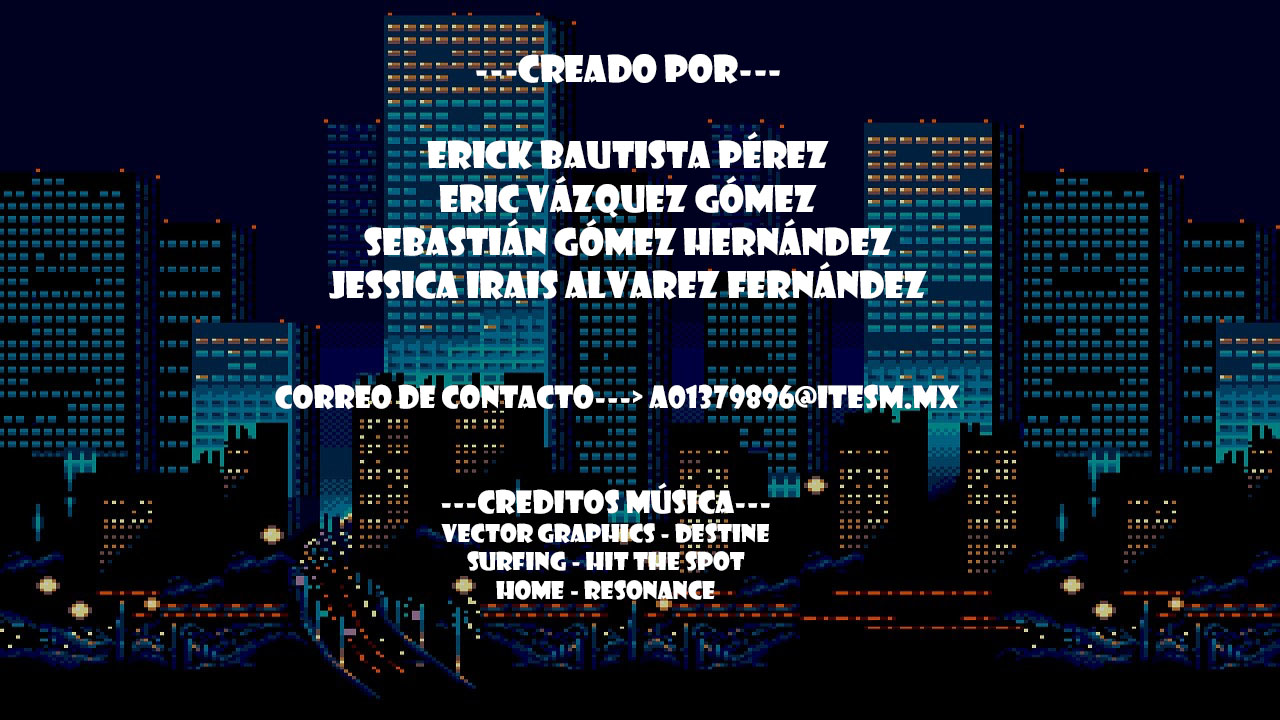 ---CREADO POR---
ERICK BAUTISTA PÉREZ
ERIC VÁZQUEZ GÓMEZ
SEBASTIÁN GÓMEZ HERNÁNDEZ
JESSICA IRAIS ALVAREZ FERNÁNDEZ
CORREO DE CONTACTO---> A01379896@ITESM.MX
---CREDITOS MÚSICA---
VECTOR GRAPHICS - DESTINE
SURFING - HIT THE SPOT
HOME - RESONANCE